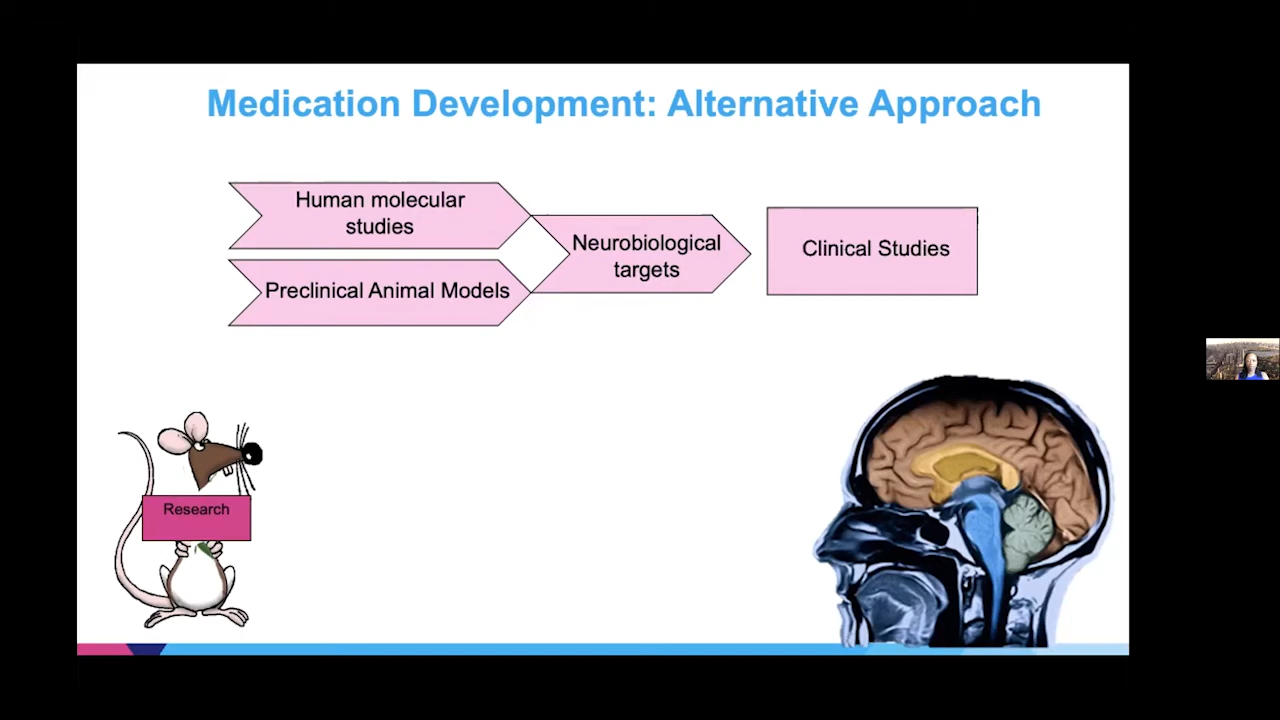 Medication Development: Alternative Approach
Human molecular
studies
Preclinical Animal Models
Neurobiological
targets
Clinical Studies
Research